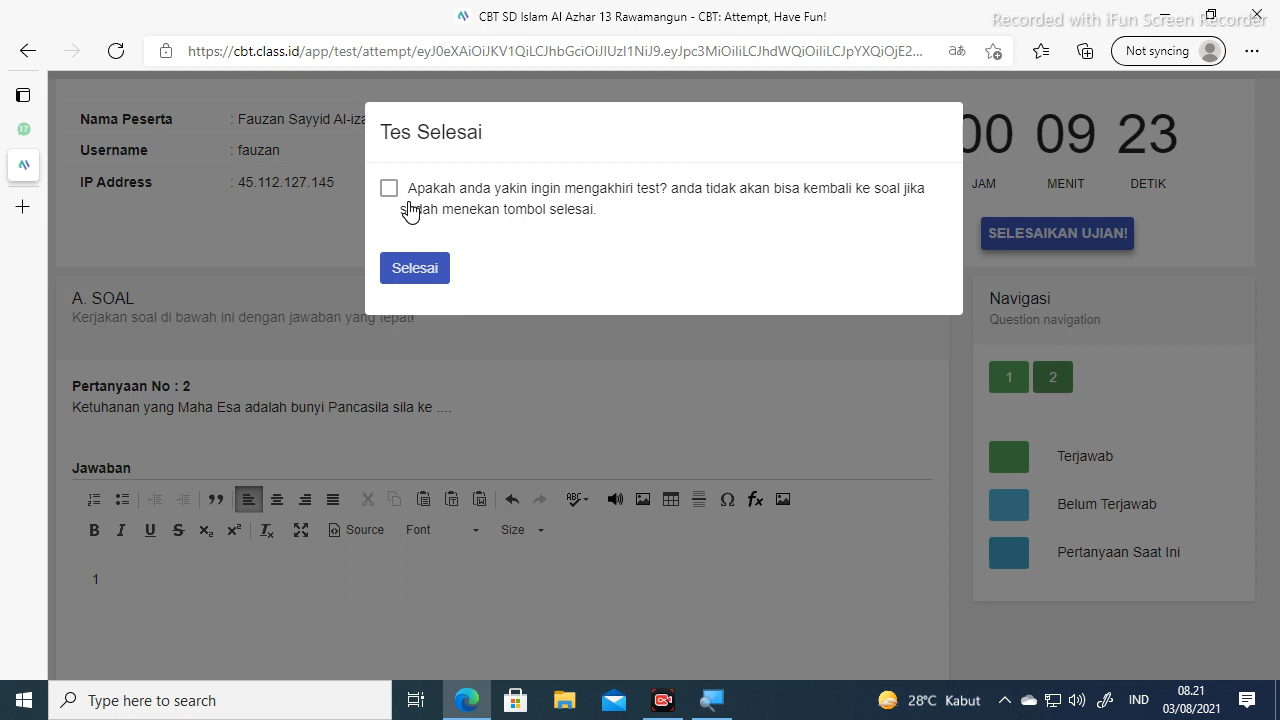 CBT SD Islam Al Azhar 13 Rawamangun - CBT: Attempt, Have Fun!
Recorded with iFun Screen Recorder
https://cbt.class.id/app/test/attempt/eyJ0eXAiOiJKV1QiLCJhbGciOiJIUzI1NiJ9.eyJpc3MiOiIiLCJhdWQiOiIiLCJpYXQiOjE2...
Not syncing
17
Nama Peserta : Fauzan Sayyid Al-iza
Username : fauzan
IP Address : 45.112.127.145
Tes Selesai
Apakah anda yakin ingin mengakhiri test? anda tidak akan bisa kembali ke soal jika
sudah menekan tombol selesai.
Selesai
00 09 23
JAM MENIT DETIK
SELESAIKAN UJIAN!
A. SOAL
Kerjakan soal di bawah ini dengan jawaban yang tepat!
Navigasi
Question navigation
1 2
Terjawab
Belum Terjawab
Pertanyaan Saat Ini
Pertanyaan No : 2
Ketuhanan yang Maha Esa adalah bunyi Pancasila sila ke ....
Jawaban
Source Font Size
1
Type here to search
28°C Kabut
IND
08.21
03/08/2021